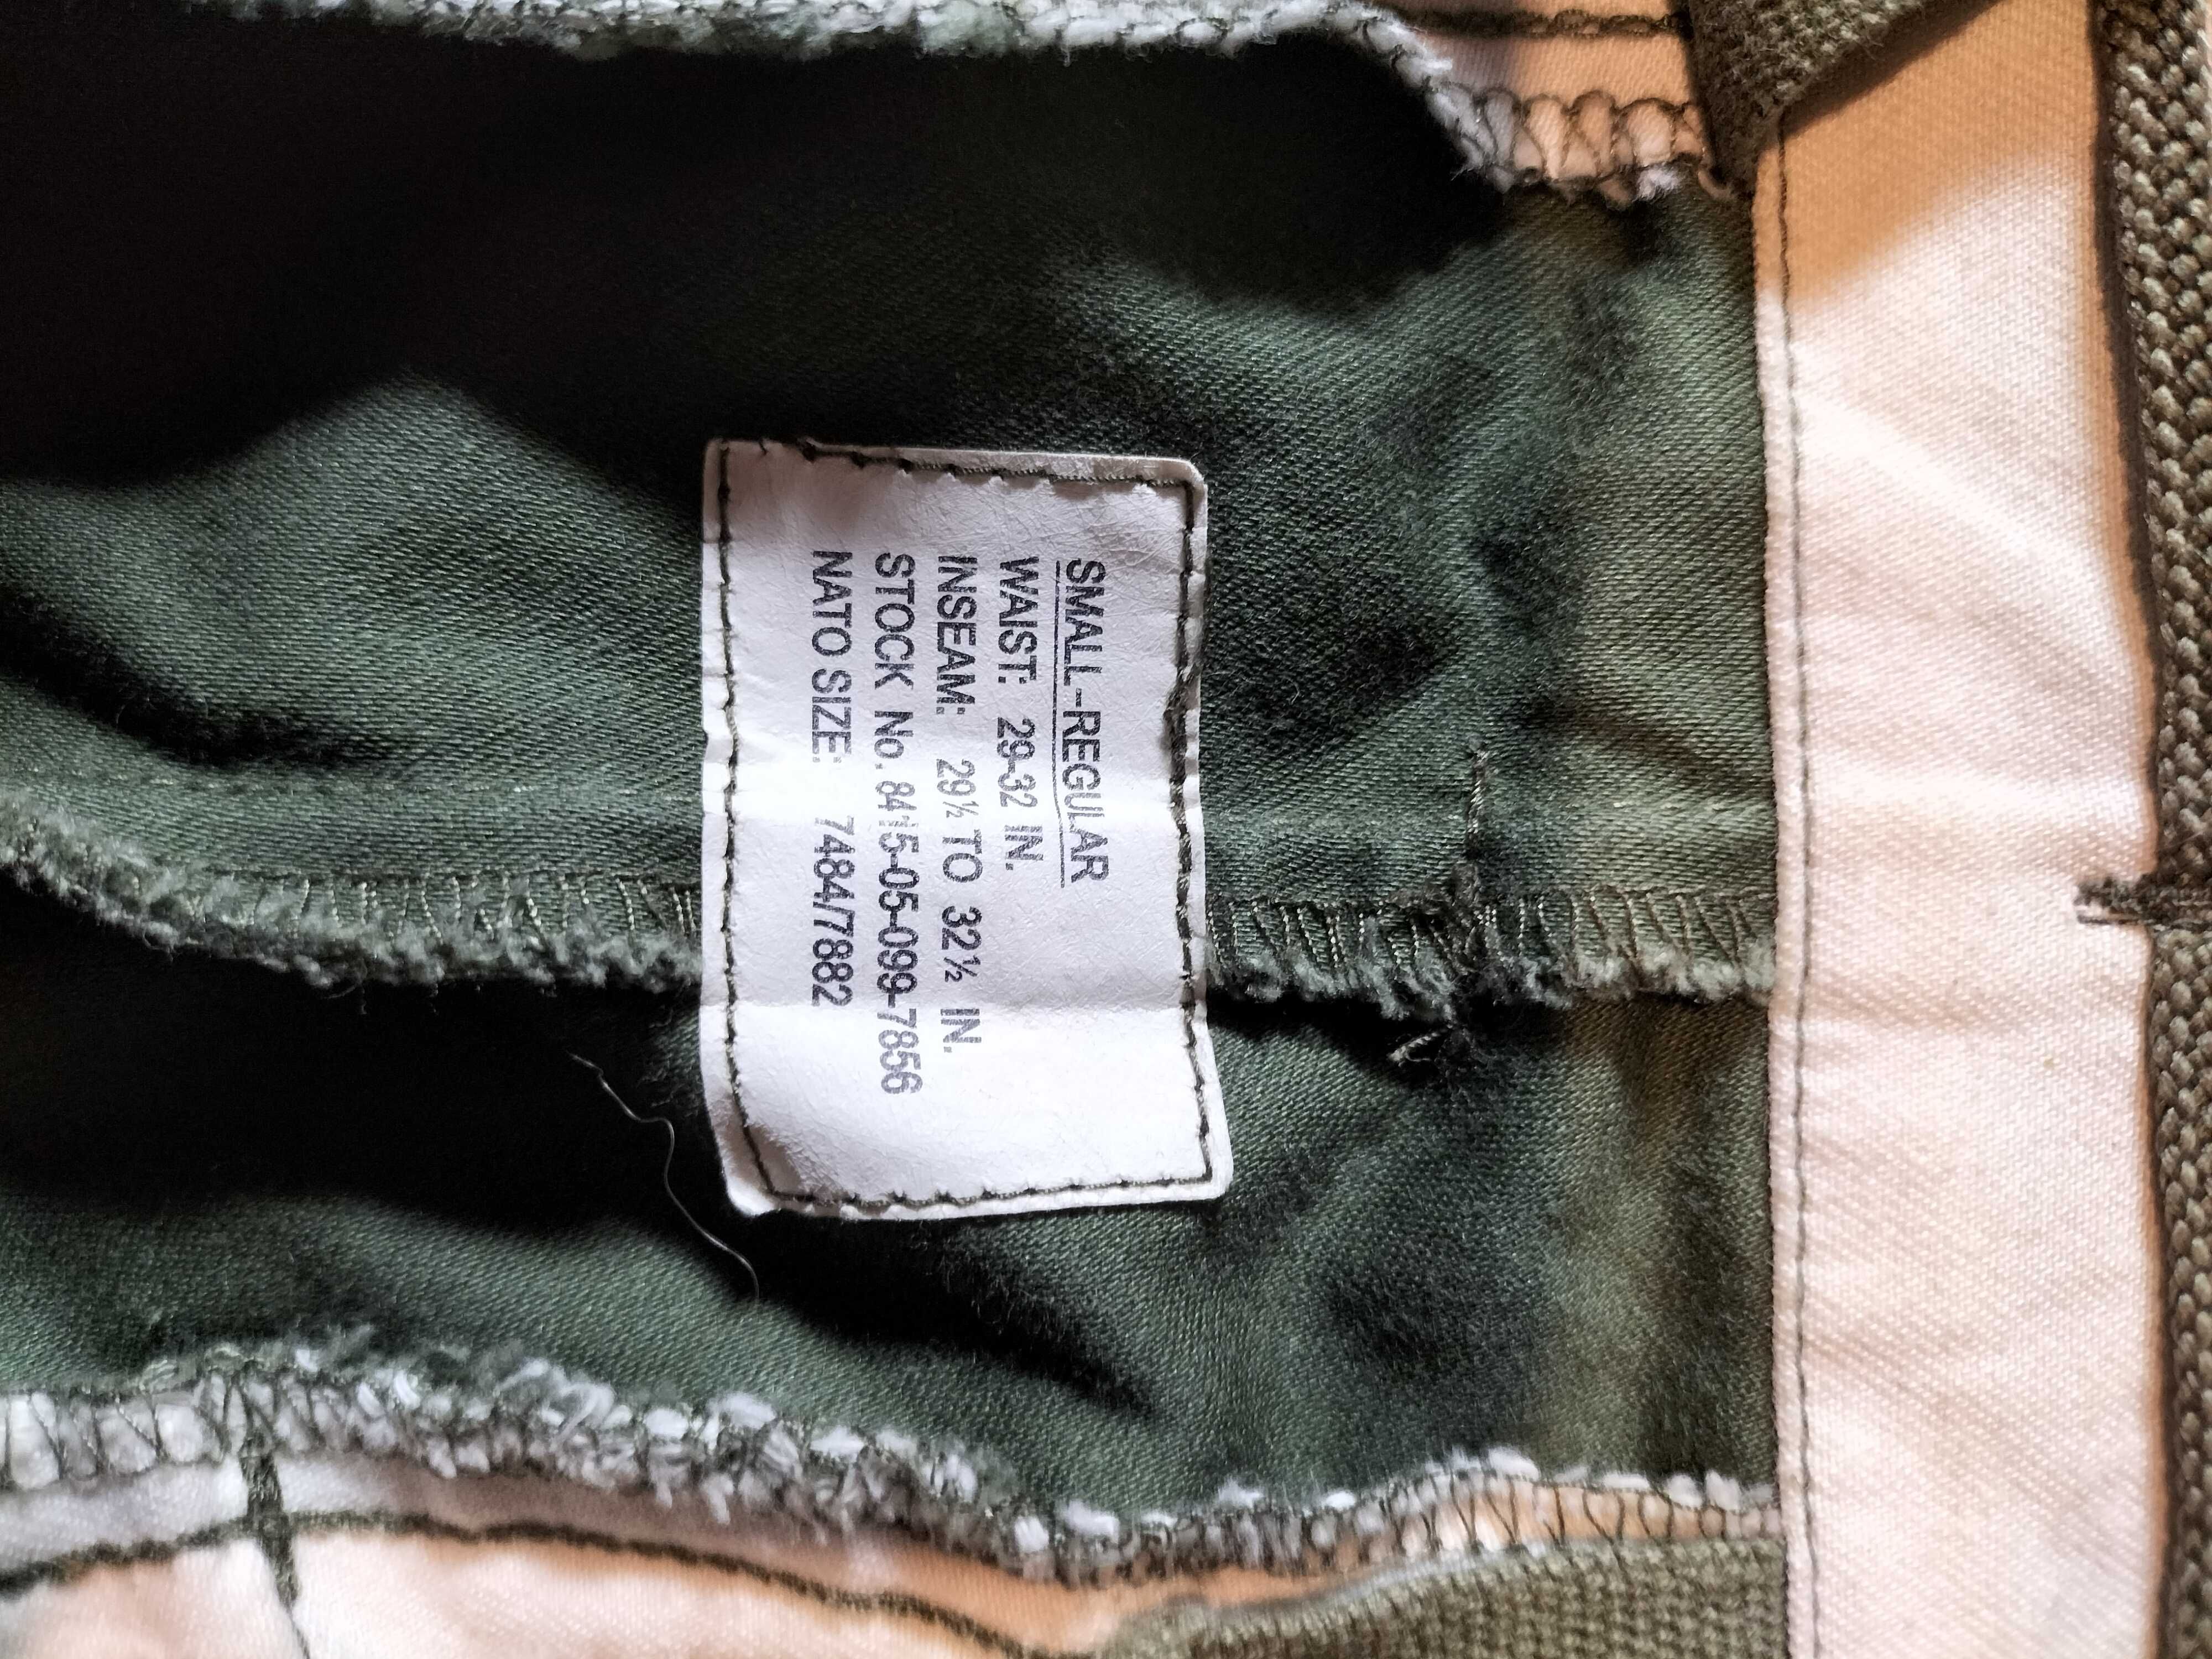 SMALL-REGULAR
WAIST: 29-32 IN.
INSEAM: 29½ TO 32½ IN.
STOCK No. 8415-05-099-7856
NATO SIZE: 7484/7882